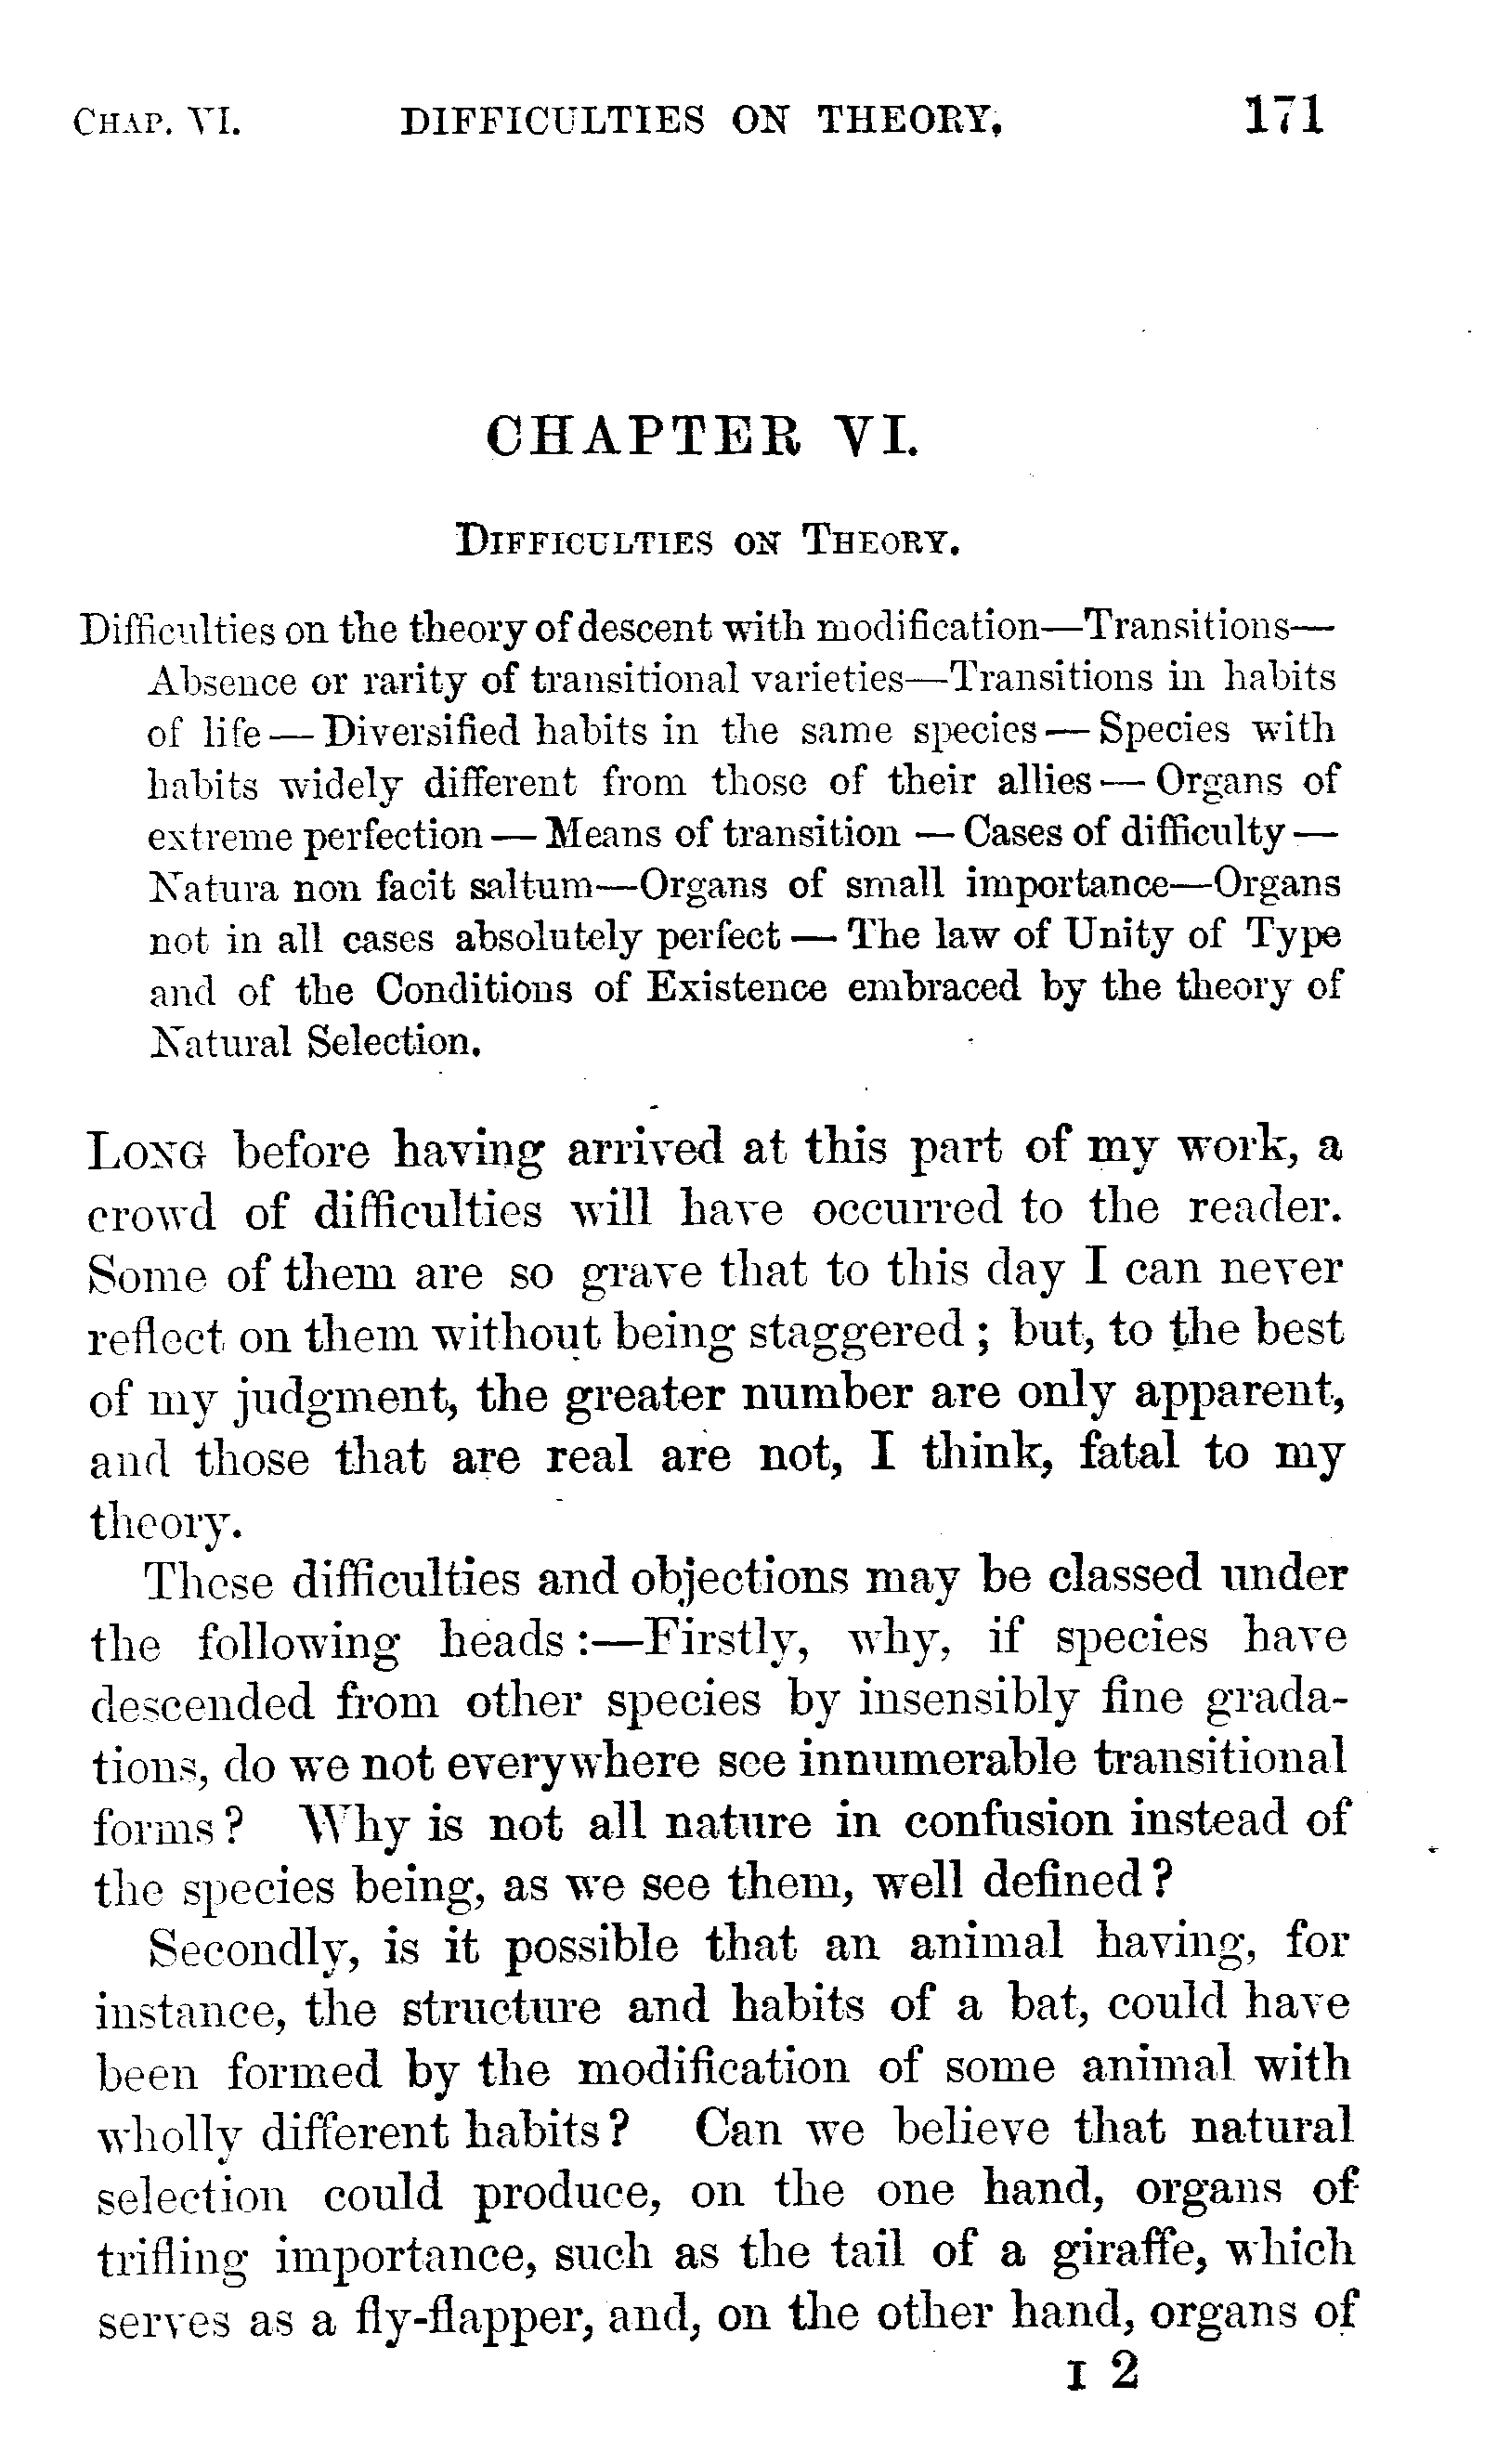 CHAP. VI. DIFFICULTIES ON THEORY. 171
CHAPTER VI.
DIFFICULTIES ON THEORY.
Difficulties on the theory of descent with modification—Transitions—
Absence or rarity of transitional varieties—Transitions in habits
of life — Diversified habits in the same species — Species with
habits widely different from those of their allies — Organs of
extreme perfection — Means of transition — Cases of difficulty —
Natura non facit saltum—Organs of small importance—Organs
not in all cases absolutely perfect — The law of Unity of Type
and of the Conditions of Existence embraced by the theory of
Natural Selection.
LONG before having arrived at this part of my work, a
crowd of difficulties will have occurred to the reader.
Some of them are so grave that to this day I can never
reflect on them without being staggered ; but, to the best
of my judgment, the greater number are only apparent,
and those that are real are not, I think, fatal to my
theory.
These difficulties and objections may be classed under
the following heads :—Firstly, why, if species have
descended from other species by insensibly fine grada-
tions, do we not everywhere see innumerable transitional
forms ? Why is not all nature in confusion instead of
the species being, as we see them, well defined ?
Secondly, is it possible that an animal having, for
instance, the structure and habits of a bat, could have
been formed by the modification of some animal with
wholly different habits ? Can we believe that natural
selection could produce, on the one hand, organs of
trifling importance, such as the tail of a giraffe, which
serves as a fly-flapper, and, on the other hand, organs of
I 2